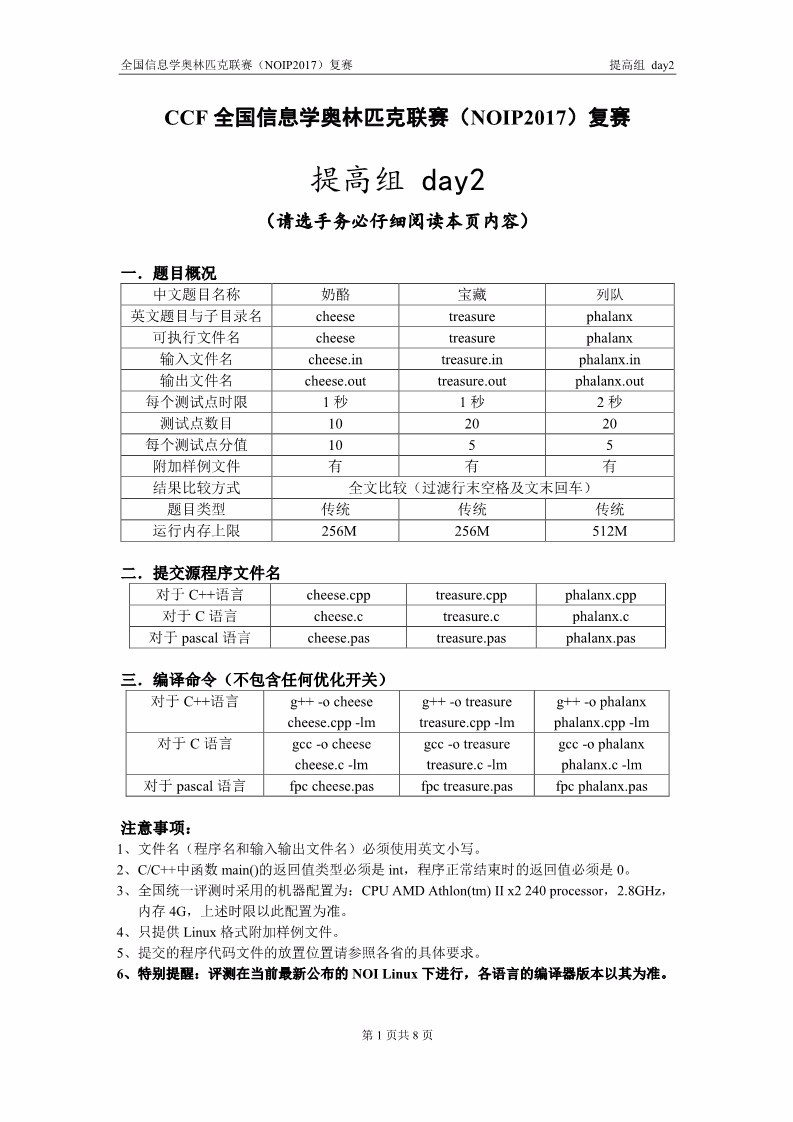 全国信息学奥林匹克联赛（NOIP2017）复赛 提高组 day2
CCF 全国信息学奥林匹克联赛（NOIP2017）复赛
提高组 day2
（请选手务必仔细阅读本页内容）
一．题目概况
中文题目名称 奶酪 宝藏 列队
英文题目与子目录名 cheese treasure phalanx
可执行文件名 cheese treasure phalanx
输入文件名 cheese.in treasure.in phalanx.in
输出文件名 cheese.out treasure.out phalanx.out
每个测试点时限 1 秒 1 秒 2 秒
测试点数目 10 20 20
每个测试点分值 10 5 5
附加样例文件 有 有 有
结果比较方式 全文比较（过滤行末空格及文末回车）
题目类型 传统 传统 传统
运行内存上限 256M 256M 512M
二．提交源程序文件名
对于 C++语言 cheese.cpp treasure.cpp phalanx.cpp
对于 C 语言 cheese.c treasure.c phalanx.c
对于 pascal 语言 cheese.pas treasure.pas phalanx.pas
三．编译命令（不包含任何优化开关）
对于 C++语言 g++ -o cheese g++ -o treasure g++ -o phalanx
cheese.cpp -lm treasure.cpp -lm phalanx.cpp -lm
对于 C 语言 gcc -o cheese gcc -o treasure gcc -o phalanx
cheese.c -lm treasure.c -lm phalanx.c -lm
对于 pascal 语言 fpc cheese.pas fpc treasure.pas fpc phalanx.pas
注意事项：
1、文件名（程序名和输入输出文件名）必须使用英文小写。
2、C/C++中函数 main()的返回值类型必须是 int，程序正常结束时的返回值必须是 0。
3、全国统一评测时采用的机器配置为：CPU AMD Athlon(tm) II x2 240 processor，2.8GHz，
内存 4G，上述时限以此配置为准。
4、只提供 Linux 格式附加样例文件。
5、提交的程序代码文件的放置位置请参照各省的具体要求。
6、特别提醒：评测在当前最新公布的 NOI Linux 下进行，各语言的编译器版本以其为准。
第 1 页共 8 页